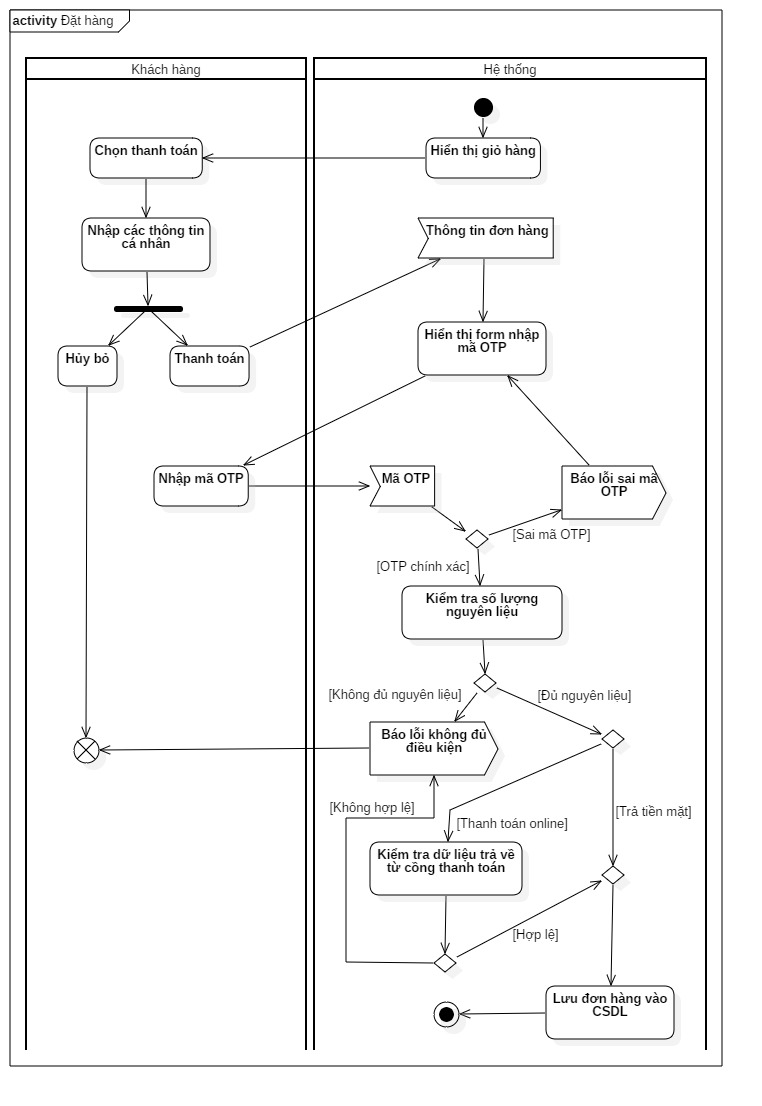 activity Đặt hàng
Khách hàng
Hệ thống
Chọn thanh toán
Hiển thị giỏ hàng
Nhập các thông tin
cá nhân
Thông tin đơn hàng
Hiển thị form nhập
mã OTP
Hủy bỏ
Thanh toán
Nhập mã OTP
Mã OTP
Báo lỗi sai mã
OTP
[Sai mã OTP]
[OTP chính xác]
Kiểm tra số lượng
nguyên liệu
[Không đủ nguyên liệu]
[Đủ nguyên liệu]
Báo lỗi không đủ
điều kiện
[Không hợp lệ]
[Thanh toán online]
[Trả tiền mặt]
Kiểm tra dữ liệu trả về
từ cổng thanh toán
[Hợp lệ]
Lưu đơn hàng vào
CSDL